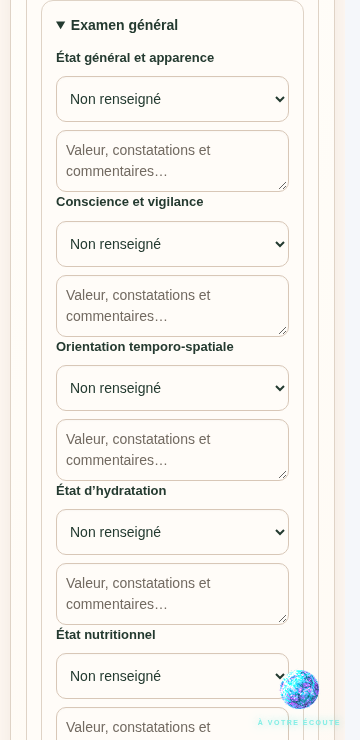 ▼ Examen général
État général et apparence
Non renseigné
Valeur, constatations et
commentaires…
Conscience et vigilance
Non renseigné
Valeur, constatations et
commentaires…
Orientation temporo-spatiale
Non renseigné
Valeur, constatations et
commentaires…
État d’hydratation
Non renseigné
Valeur, constatations et
commentaires…
État nutritionnel
Non renseigné
À VOTRE ÉCOUTE
Valeur, constatations et